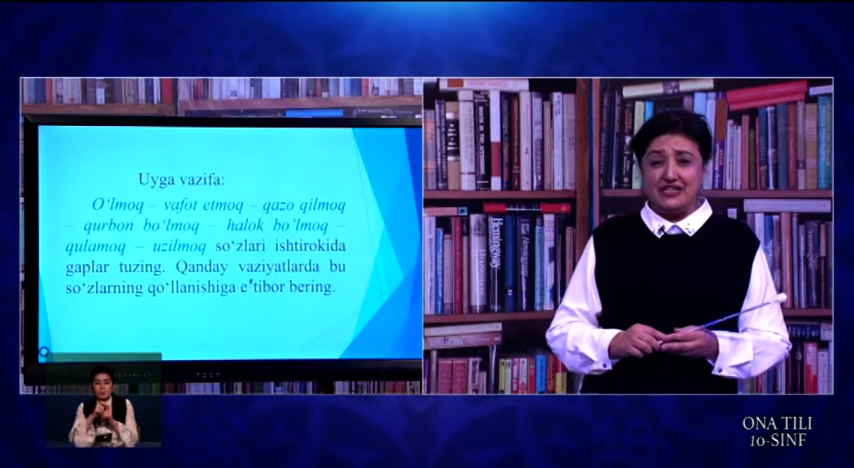 Uyga vazifa:
O‘lmoq – vafot etmoq – qazo qilmoq
– qurbon bo‘lmoq – halok bo‘lmoq –
qulamoq – uzilmoq so‘zlari ishtirokida
gaplar tuzing. Qanday vaziyatlarda bu
so‘zlarning qo‘llanishiga e'tibor bering.
Hemingway
ONA TILI
10-SINF